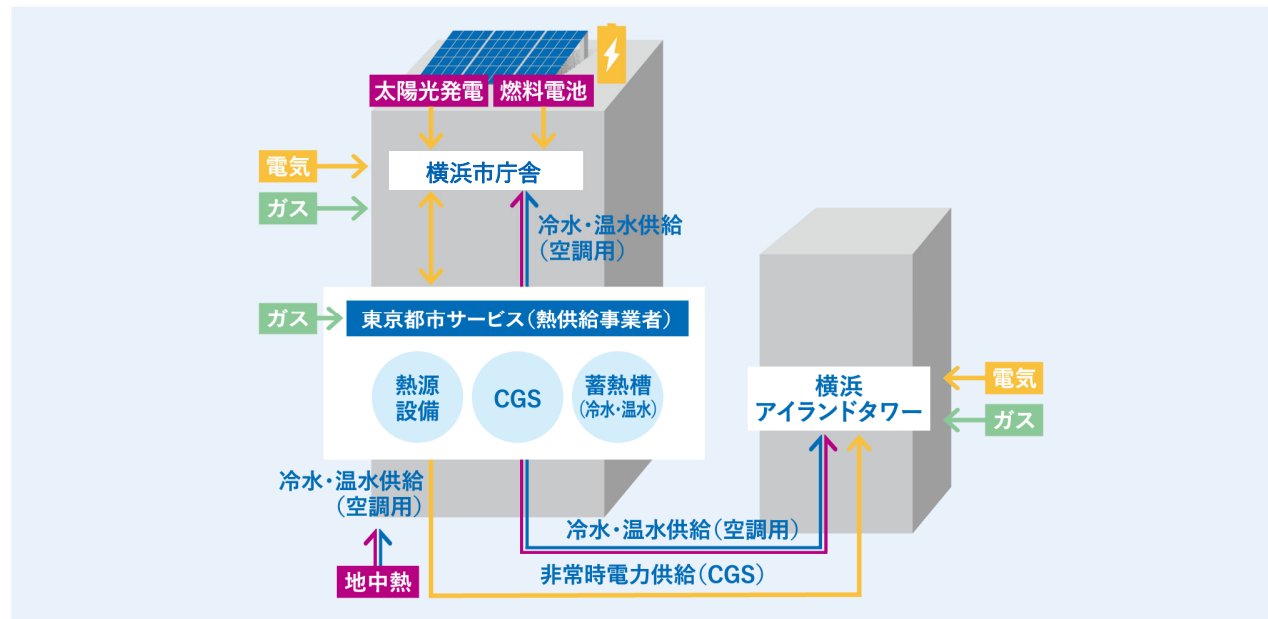 太陽光発電
燃料電池
電気
横浜市庁舎
ガス
冷水・温水供給
（空調用）
ガス
東京都市サービス（熱供給事業者）
熱源
設備
CGS
蓄熱槽
（冷水・温水）
横浜
アイランドタワー
電気
ガス
冷水・温水供給
（空調用）
冷水・温水供給（空調用）
地中熱
非常時電力供給（CGS）